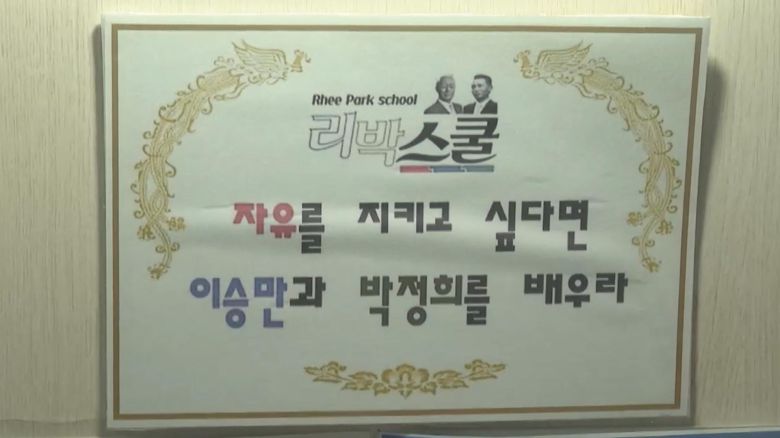 Rhee Park school
리박스쿨
자유를 지키고 싶다면
이승만과 박정희를 배우라